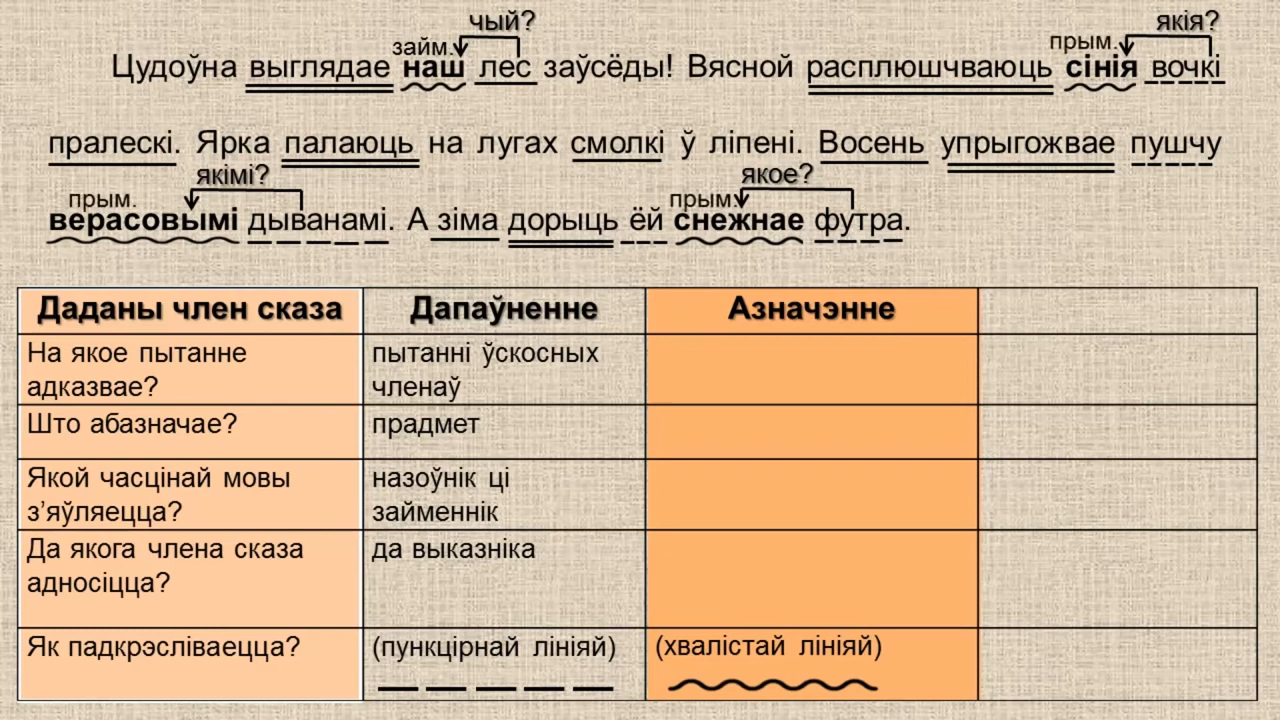 чый? якія?
займ. прым.
Цудоўна выглядае наш лес заўсёды! Вясной расплюшчваюць сінія вочкі
пралескі. Ярка палаюць на лугах смолкі ў ліпені. Восень упрыгожвае пушчу
якімі? якое?
прым. прым.
верасовымі дыванамі. А зіма дорыць ёй снежнае футра.
Даданы член сказа Дапаўненне Азначэнне
На якое пытанне пытанні ўскосных
адказвае? членаў
Што абазначае? прадмет
Якой часцінай мовы назоўнік ці
з’яўляецца? займеннік
Да якога члена сказа да выказніка
адносіцца?
Як падкрэсліваецца? (пункцірнай лініяй) (хвалістай лініяй)